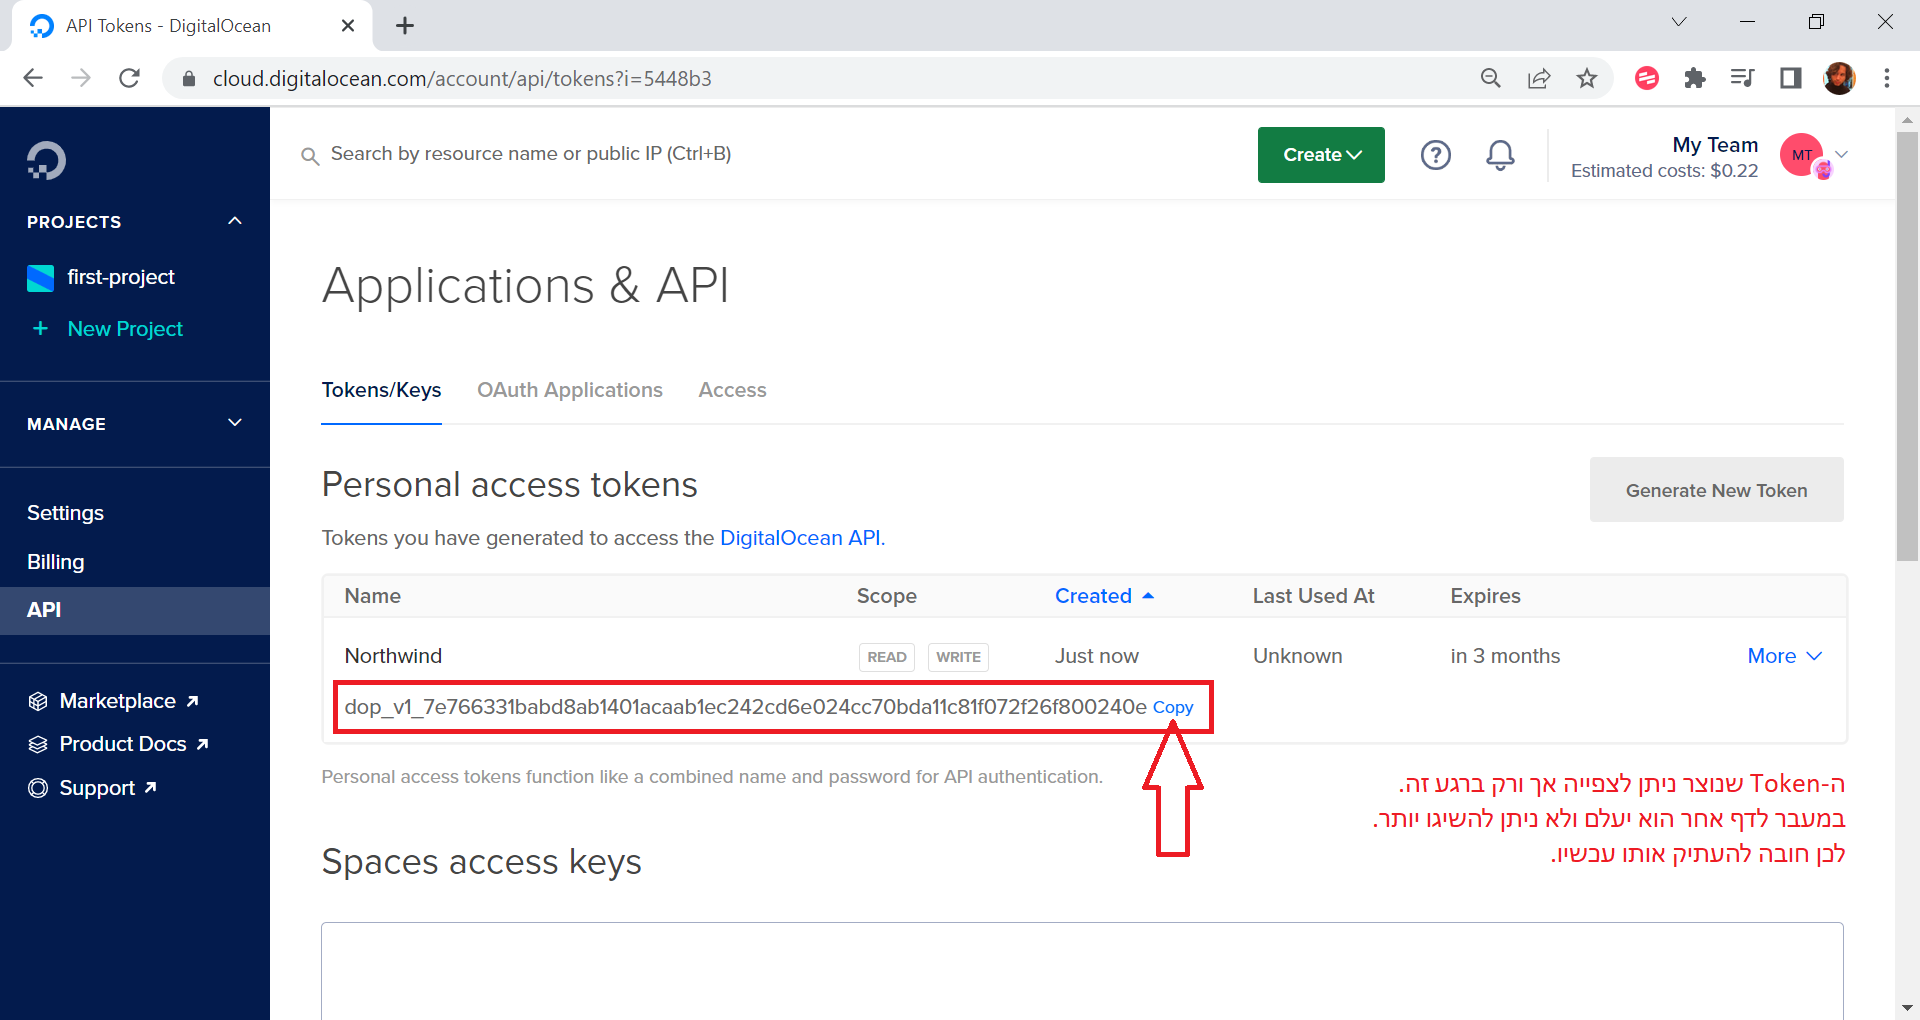 API Tokens - DigitalOcean
cloud.digitalocean.com/account/api/tokens?i=5448b3
Search by resource name or public IP (Ctrl+B)
Create
My Team
Estimated costs: $0.22
MT
PROJECTS
first-project
+ New Project
MANAGE
Settings
Billing
API
Marketplace
Product Docs
Support
Applications & API
Tokens/Keys OAuth Applications Access
Personal access tokens
Generate New Token
Tokens you have generated to access the DigitalOcean API.
Name Scope Created Last Used At Expires
Northwind READ WRITE Just now Unknown in 3 months More
dop_v1_7e766331babd8ab1401acaab1ec242cd6e024cc70bda11c81f072f26f800240e Copy
Personal access tokens function like a combined name and password for API authentication.
ה-Token שנוצר ניתן לצפייה אך ורק ברגע זה.
במעבר לדף אחר הוא יעלם ולא ניתן להשיגו יותר.
לכן חובה להעתיק אותו עכשיו.
Spaces access keys